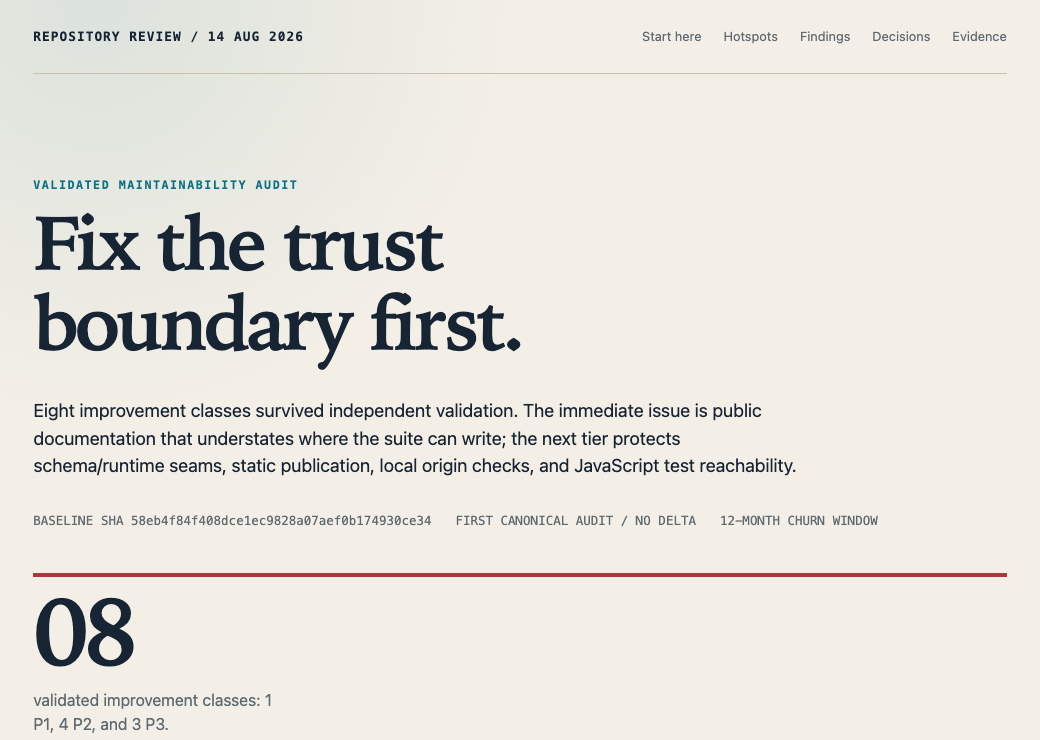 REPOSITORY REVIEW / 14 AUG 2026
Start here Hotspots Findings Decisions Evidence
VALIDATED MAINTAINABILITY AUDIT
Fix the trust
boundary first.
Eight improvement classes survived independent validation. The immediate issue is public
documentation that understates where the suite can write; the next tier protects
schema/runtime seams, static publication, local origin checks, and JavaScript test reachability.
BASELINE SHA 58eb4f84f408dce1ec9828a07aef0b174930ce34 FIRST CANONICAL AUDIT / NO DELTA 12-MONTH CHURN WINDOW
08
validated improvement classes: 1
P1, 4 P2, and 3 P3.